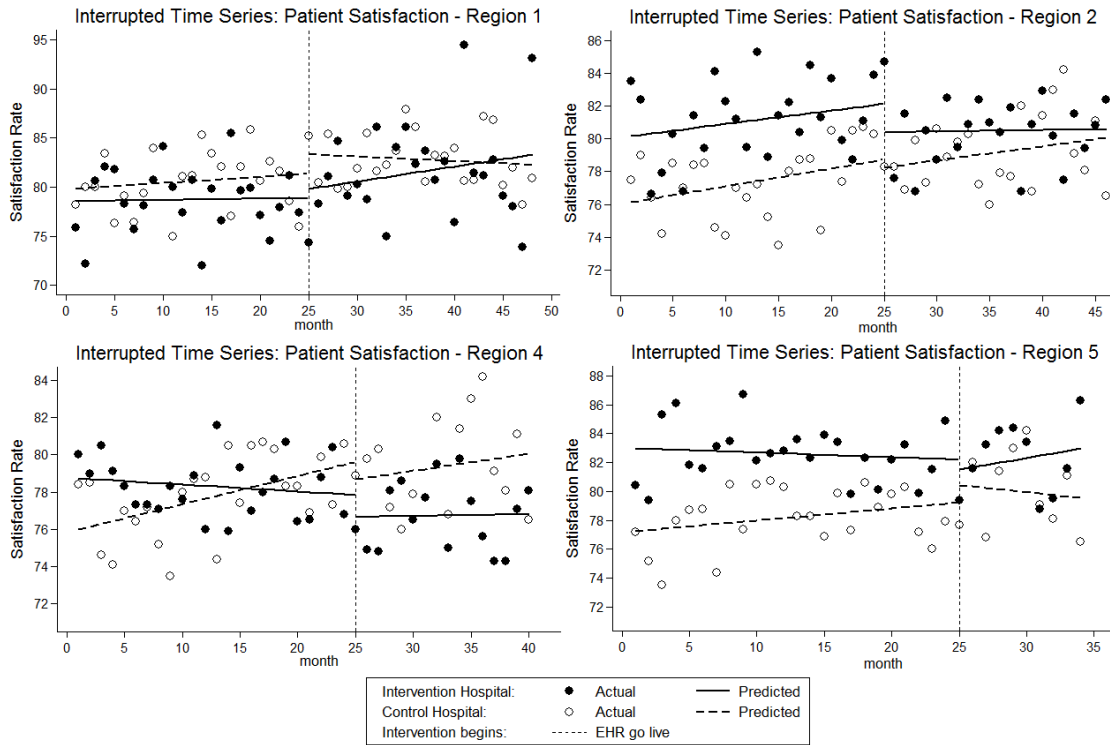 Interrupted Time Series: Patient Satisfaction - Region 1
95
90
85
80
75
70
Satisfaction Rate
0 5 10 15 20 25 30 35 40 45 50
month
Interrupted Time Series: Patient Satisfaction - Region 2
86
84
82
80
78
76
74
72
Satisfaction Rate
0 5 10 15 20 25 30 35 40 45
month
Interrupted Time Series: Patient Satisfaction - Region 4
84
82
80
78
76
74
72
Satisfaction Rate
0 5 10 15 20 25 30 35 40
month
Interrupted Time Series: Patient Satisfaction - Region 5
88
86
84
82
80
78
76
74
72
Satisfaction Rate
0 5 10 15 20 25 30 35 40
month
Intervention Hospital: Actual Predicted
Control Hospital: Actual Predicted
Intervention begins: EHR go live